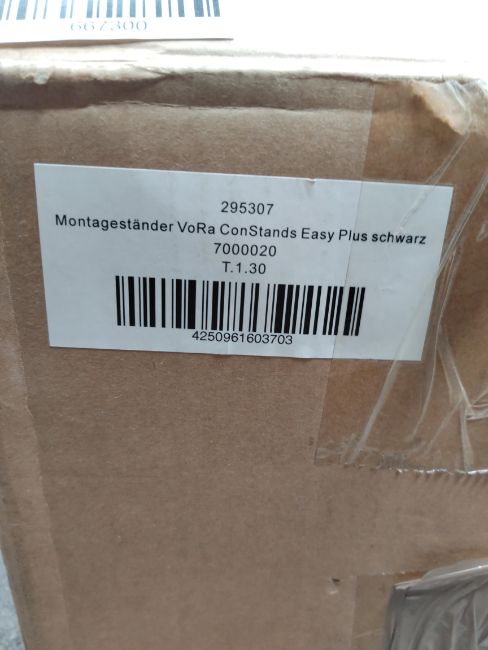 667300
295307
Montageständer VoRa ConStands Easy Plus schwarz
7000020
T.1.30
4250961603703